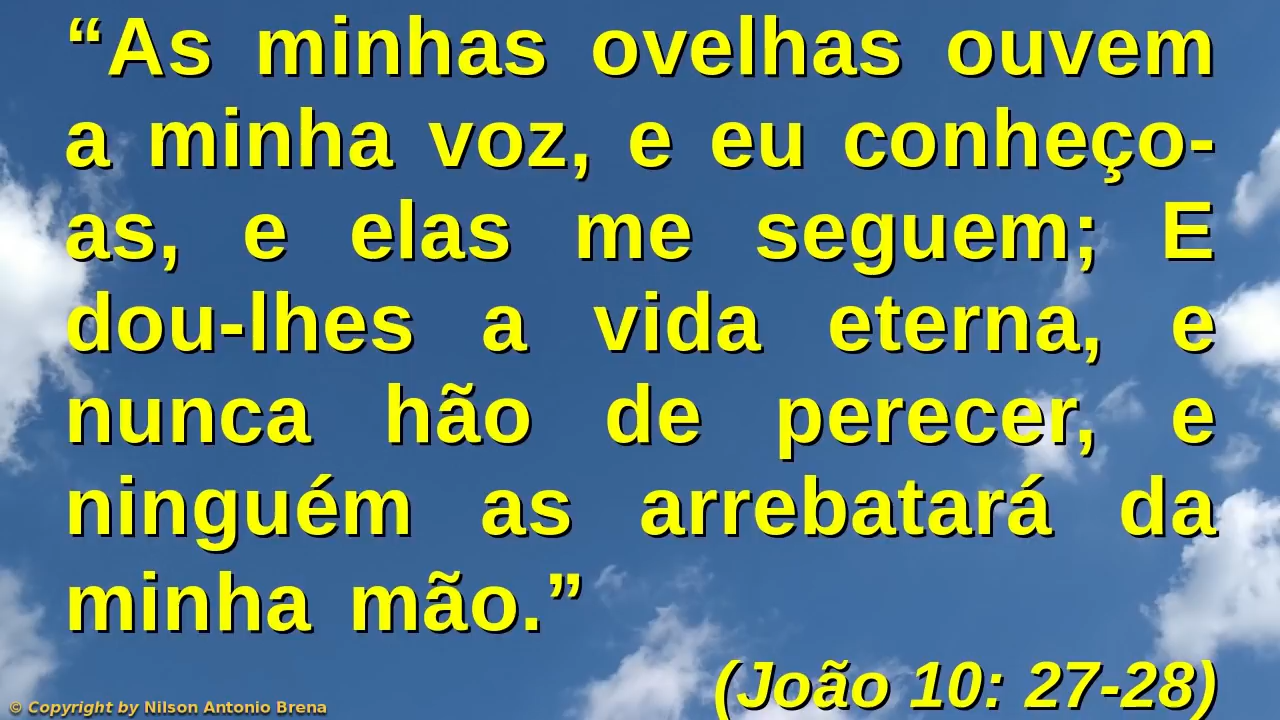 “As minhas ovelhas ouvem
a minha voz, e eu conheço-
as, e elas me seguem; E
dou-lhes a vida eterna, e
nunca hão de perecer, e
ninguém as arrebatará da
minha mão.”
(João 10: 27-28)
© Copyright by Nilson Antonio Brena